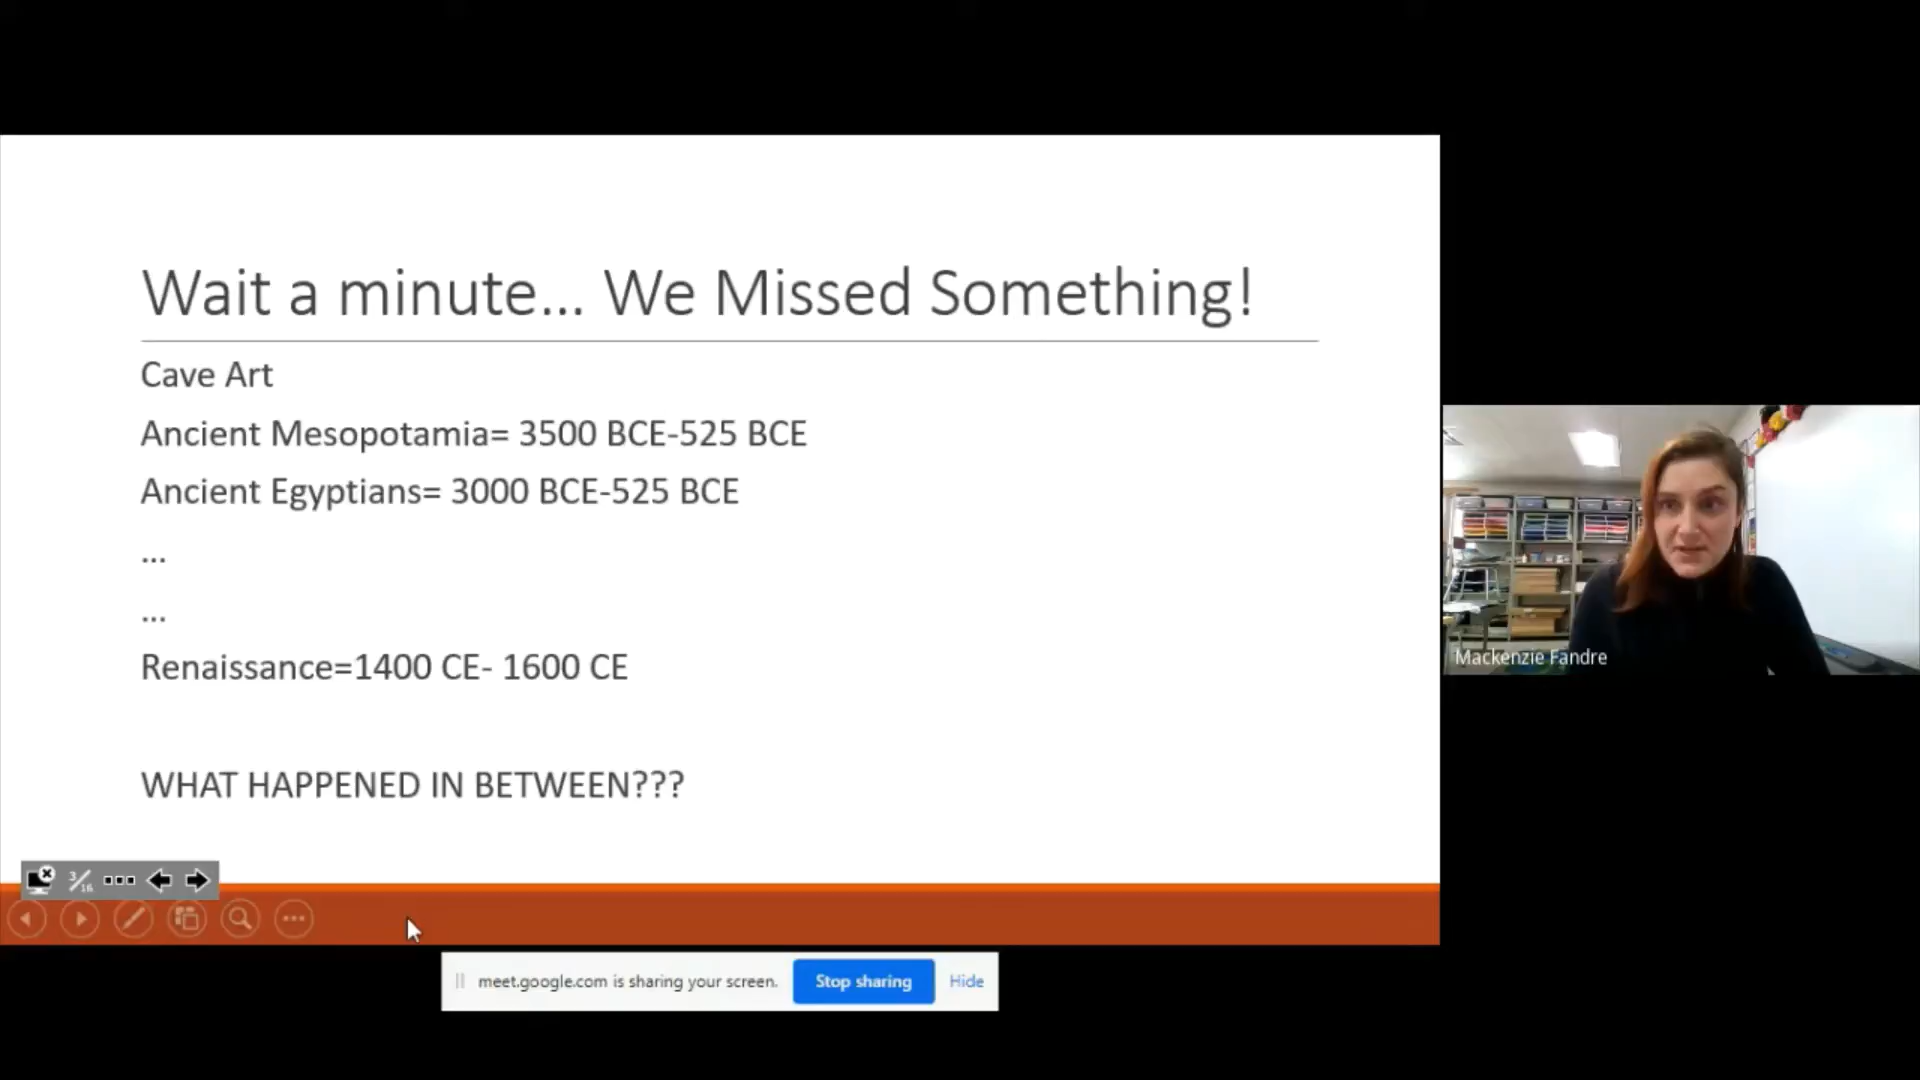 Wait a minute... We Missed Something!
Cave Art
Ancient Mesopotamia= 3500 BCE-525 BCE
Ancient Egyptians= 3000 BCE-525 BCE
...
...
Renaissance=1400 CE- 1600 CE
WHAT HAPPENED IN BETWEEN???
Mackenzie Fandre
3/16
meet.google.com is sharing your screen. Stop sharing Hide